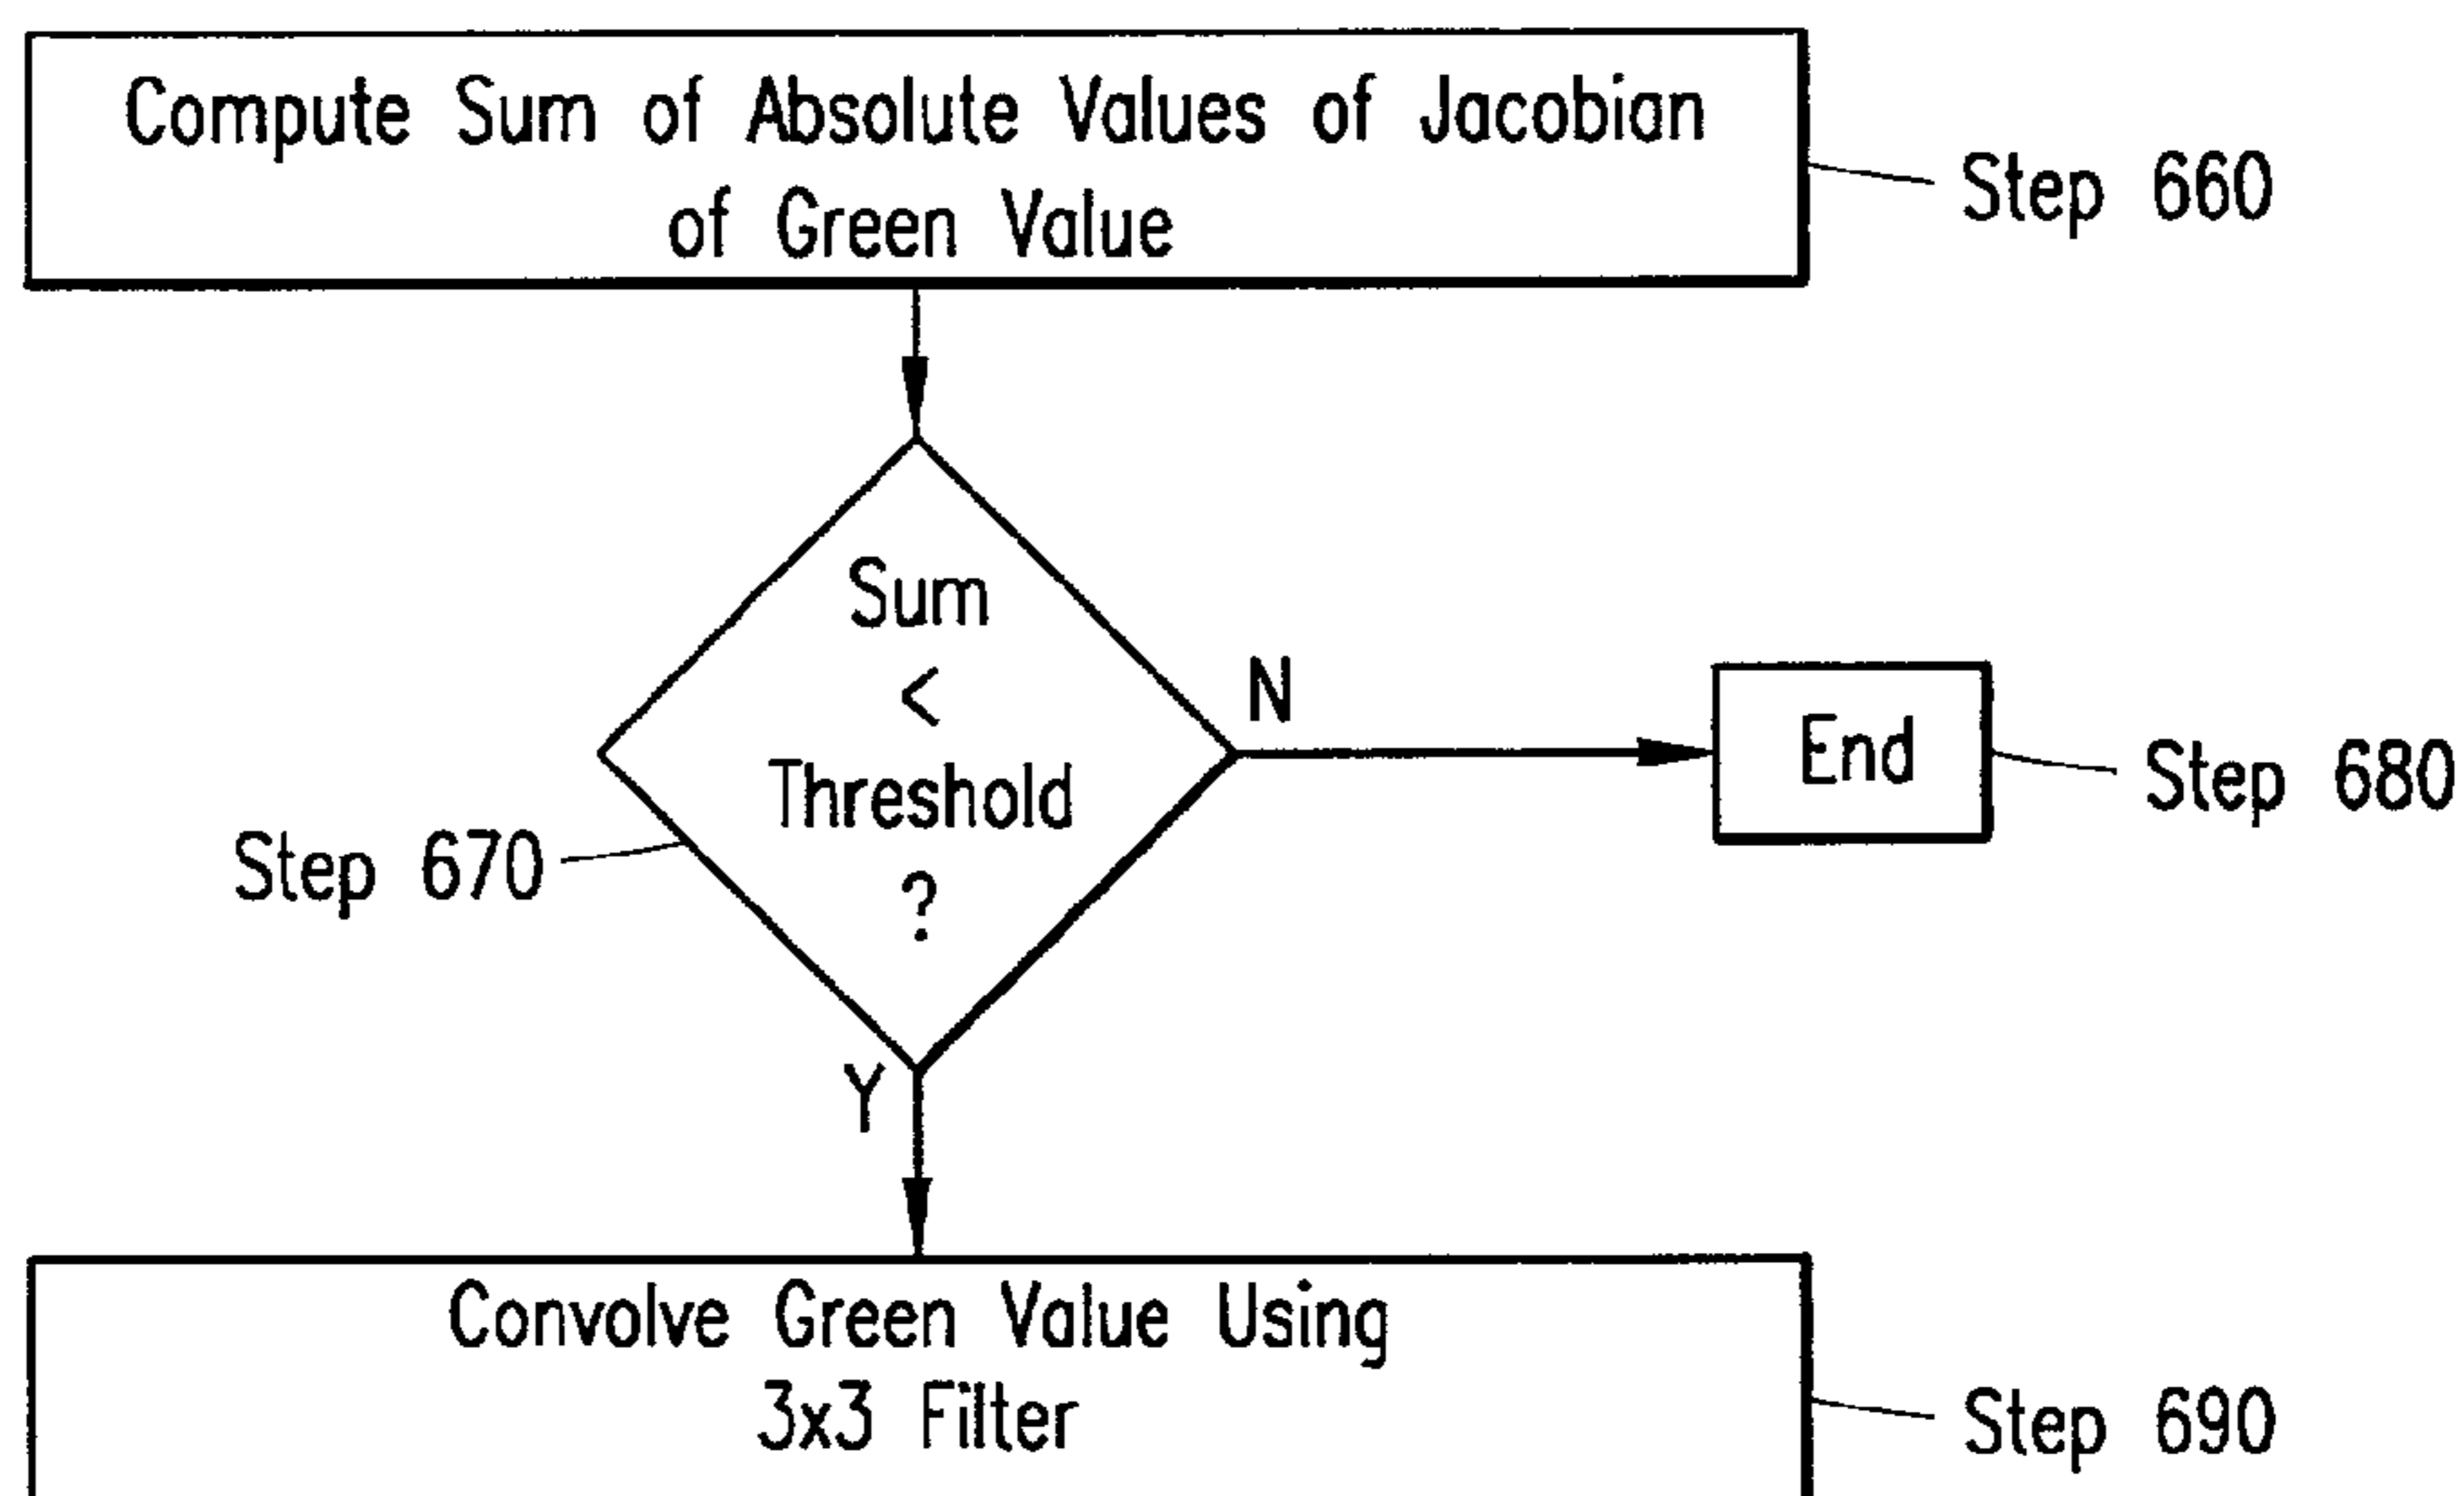 Compute Sum of Absolute Values of Jacobian
of Green Value
Step 660
Sum
<
Threshold
?
N
End
Step 680
Step 670
Y
Convolve Green Value Using
3x3 Filter
Step 690